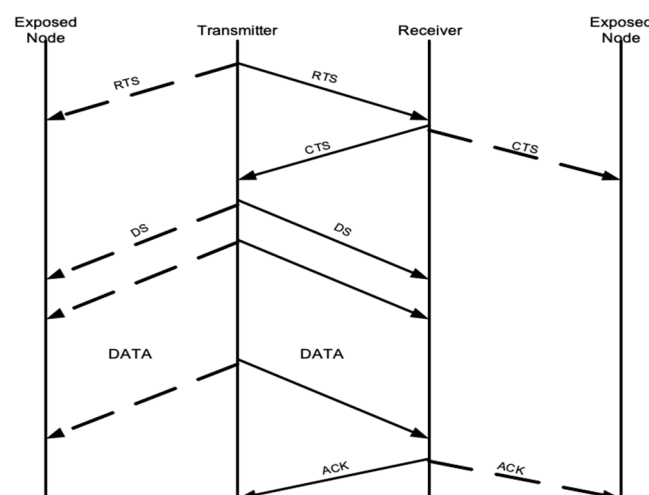 Exposed
Node
Transmitter
Receiver
Exposed
Node
RTS
RTS
CTS
CTS
DS
DS
DATA
DATA
ACK
ACK